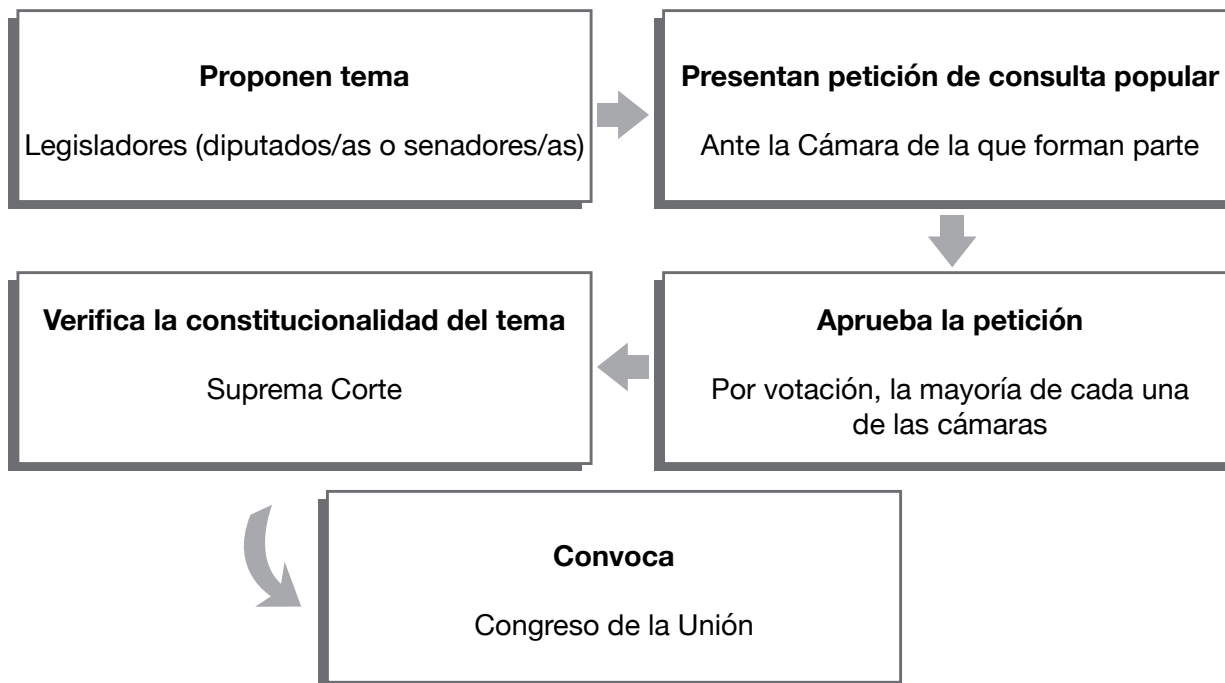 Proponen tema
Legisladores (diputados/as o senadores/as)
Presentan petición de consulta popular
Ante la Cámara de la que forman parte
Aprueba la petición
Por votación, la mayoría de cada una
de las cámaras
Verifica la constitucionalidad del tema
Suprema Corte
Convoca
Congreso de la Unión